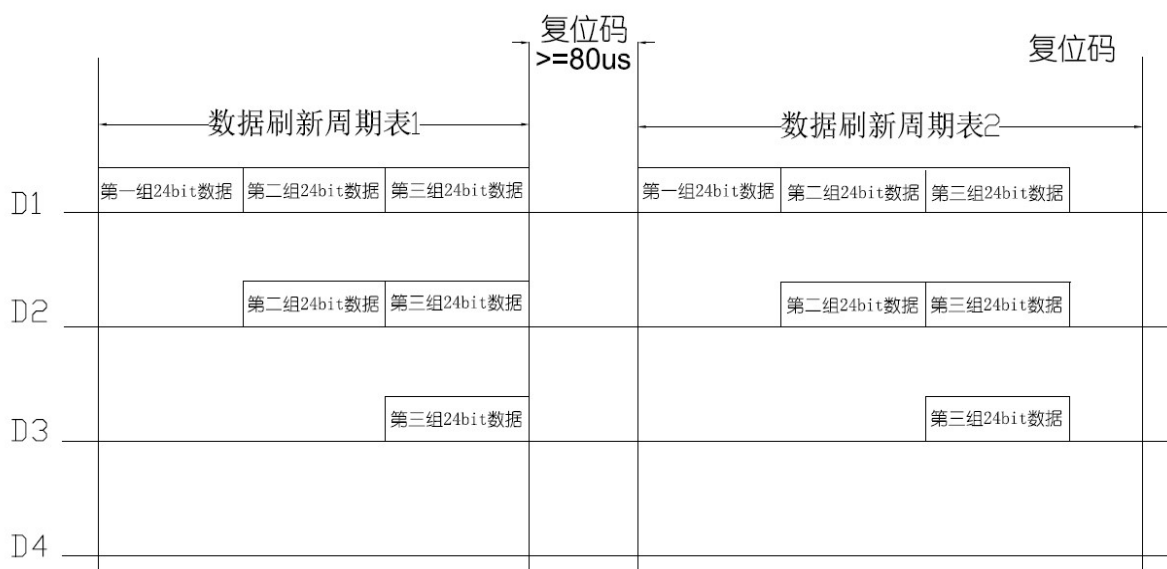 复位码
>=80us
复位码
数据刷新周期表1
数据刷新周期表2
D1
第一组24bit数据
第二组24bit数据
第三组24bit数据
第一组24bit数据
第二组24bit数据
第三组24bit数据
D2
第二组24bit数据
第三组24bit数据
第二组24bit数据
第三组24bit数据
D3
第三组24bit数据
第三组24bit数据
D4